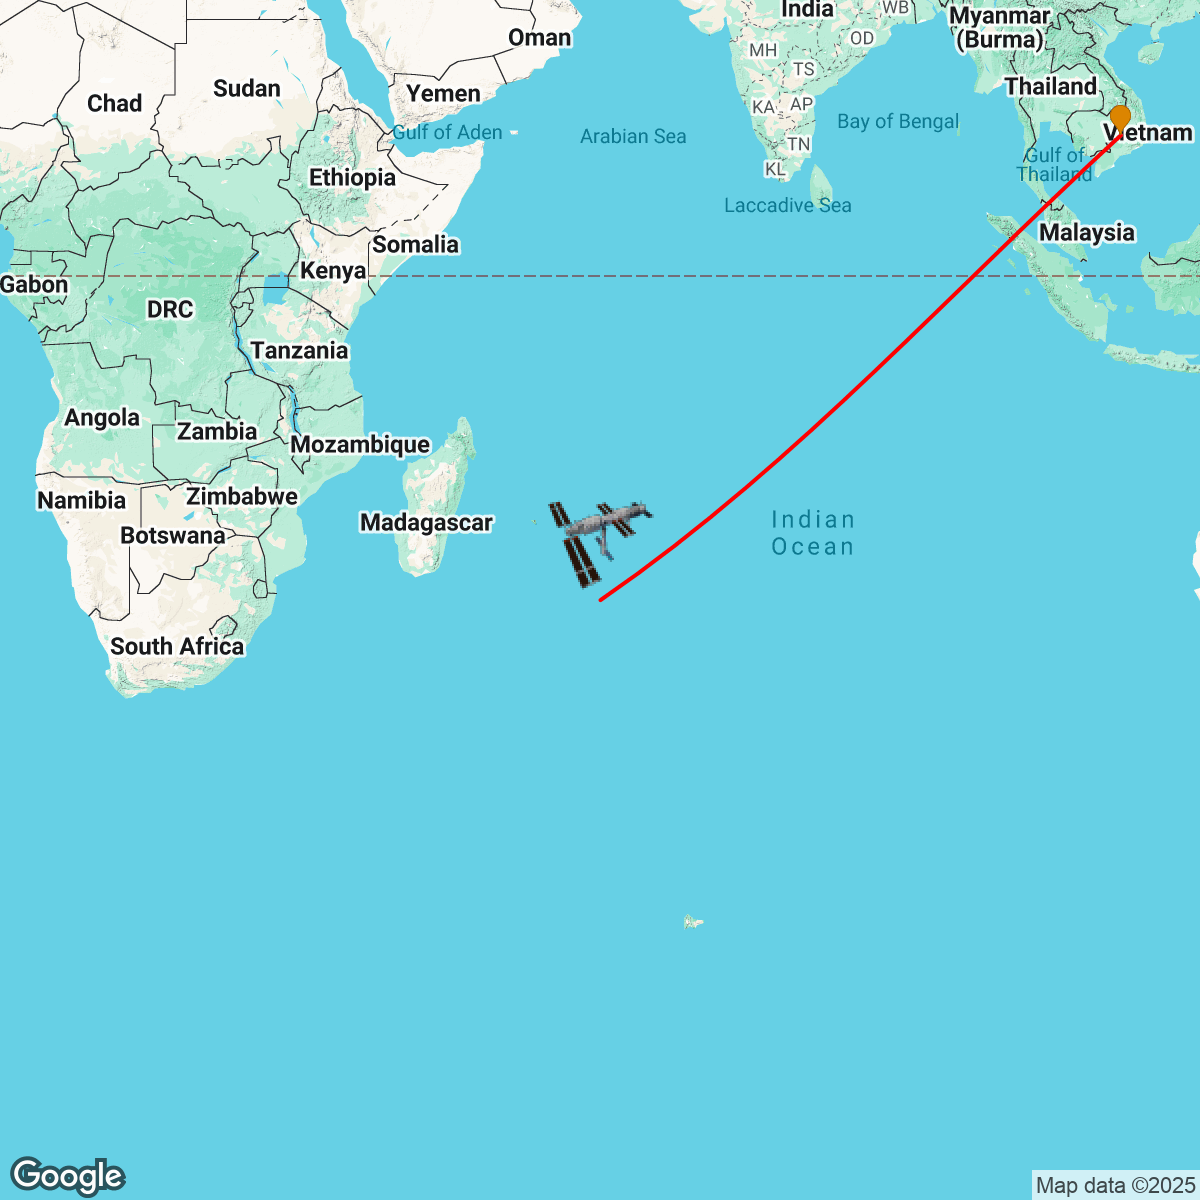 India
WB
Myanmar
(Burma)
Oman
MH
OD
TS
Sudan
Thailand
Yemen
Chad
KA
AP
Bay of Bengal
Vietnam
Gulf of Aden
Arabian Sea
TN
Gulf of
Thailand
KL
Ethiopia
Laccadive Sea
Malaysia
Somalia
Kenya
Gabon
DRC
Tanzania
Angola
Zambia
Mozambique
Zimbabwe
Namibia
Madagascar
Indian
Ocean
Botswana
South Africa
Google
Map data ©2025